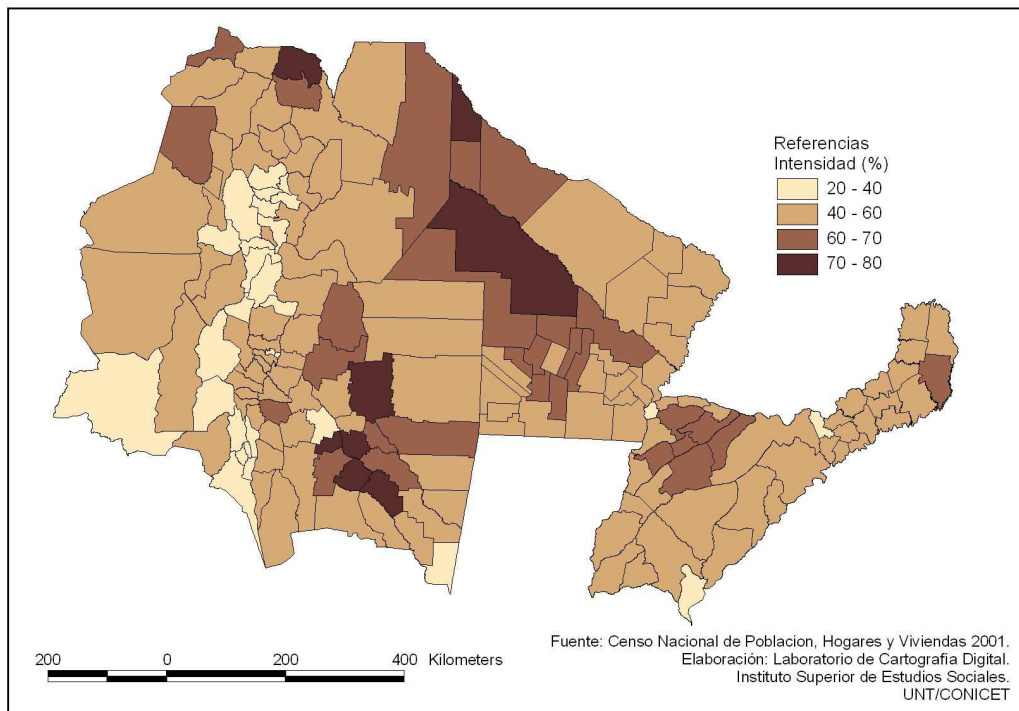 Referencias
Intensidad (%)
20 - 40
40 - 60
60 - 70
70 - 80
200 0 200 400 Kilometers
Fuente: Censo Nacional de Poblacion, Hogares y Viviendas 2001.
Elaboración: Laboratorio de Cartografia Digital.
Instituto Superior de Estudios Sociales.
UNT/CONICET